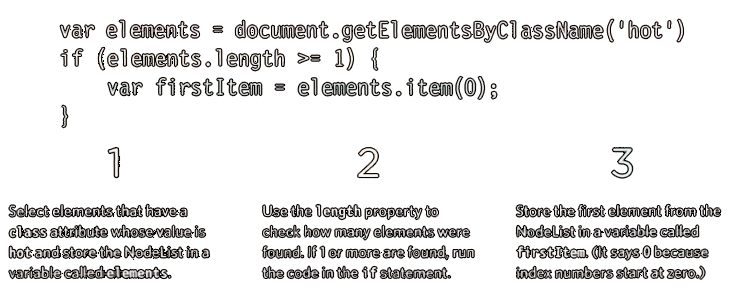 var elements = document.getElementsByClassName('hot')
if (elements.length >= 1) {
var firstItem = elements.item(0);
}
1
Select elements that have a
class attribute whose value is
hot and store the NodeList in a
variable called elements.
2
Use the length property to
check how many elements were
found. If 1 or more are found, run
the code in the if statement.
3
Store the first element from the
NodeList in a variable called
firstItem. (It says 0 because
index numbers start at zero.)